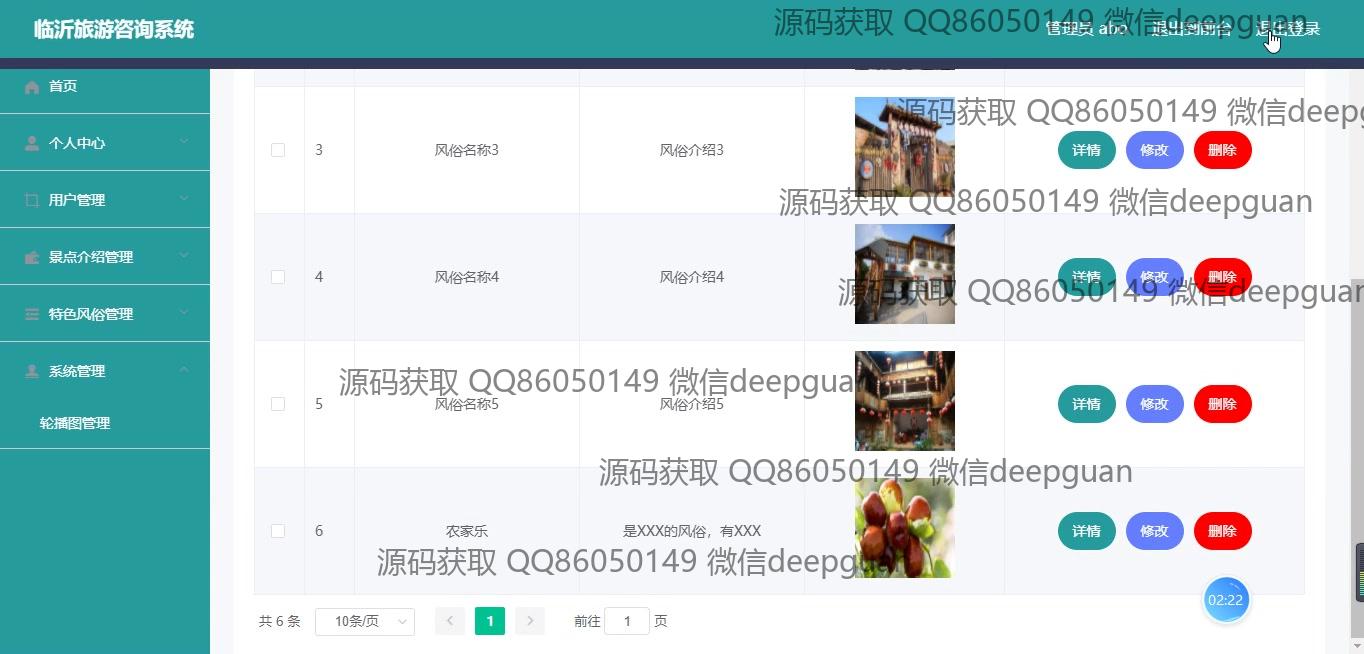 临沂旅游咨询系统
源码获取 QQ86050149 微信deepguan
管理员 abo 退出到前台 退出登录
首页
个人中心
用户管理
景点介绍管理
特色风俗管理
系统管理
轮播图管理
源码获取 QQ86050149 微信deepg
3 风俗名称3 风俗介绍3 详情 修改 删除
源码获取 QQ86050149 微信deepguan
4 风俗名称4 风俗介绍4 详情 修改 删除
源码获取 QQ86050149 微信deepguan
源码获取 QQ86050149 微信deepgua
5 风俗名称5 风俗介绍5 详情 修改 删除
源码获取 QQ86050149 微信deepguan
6 农家乐 是XXX的风俗，有XXX 详情 修改 删除
源码获取 QQ86050149 微信deepgu
02:22
共 6 条 10条/页 1 前往 1 页